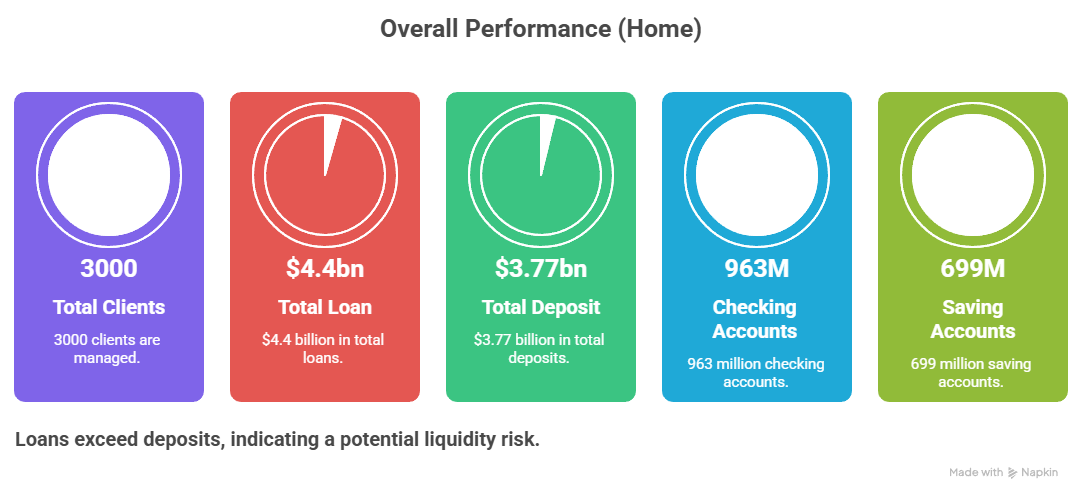 Overall Performance (Home)
3000
Total Clients
3000 clients are
managed.
$4.4bn
Total Loan
$4.4 billion in total
loans.
$3.77bn
Total Deposit
$3.77 billion in total
deposits.
963M
Checking
Accounts
963 million checking
accounts.
699M
Saving
Accounts
699 million saving
accounts.
Loans exceed deposits, indicating a potential liquidity risk.
Made with Napkin